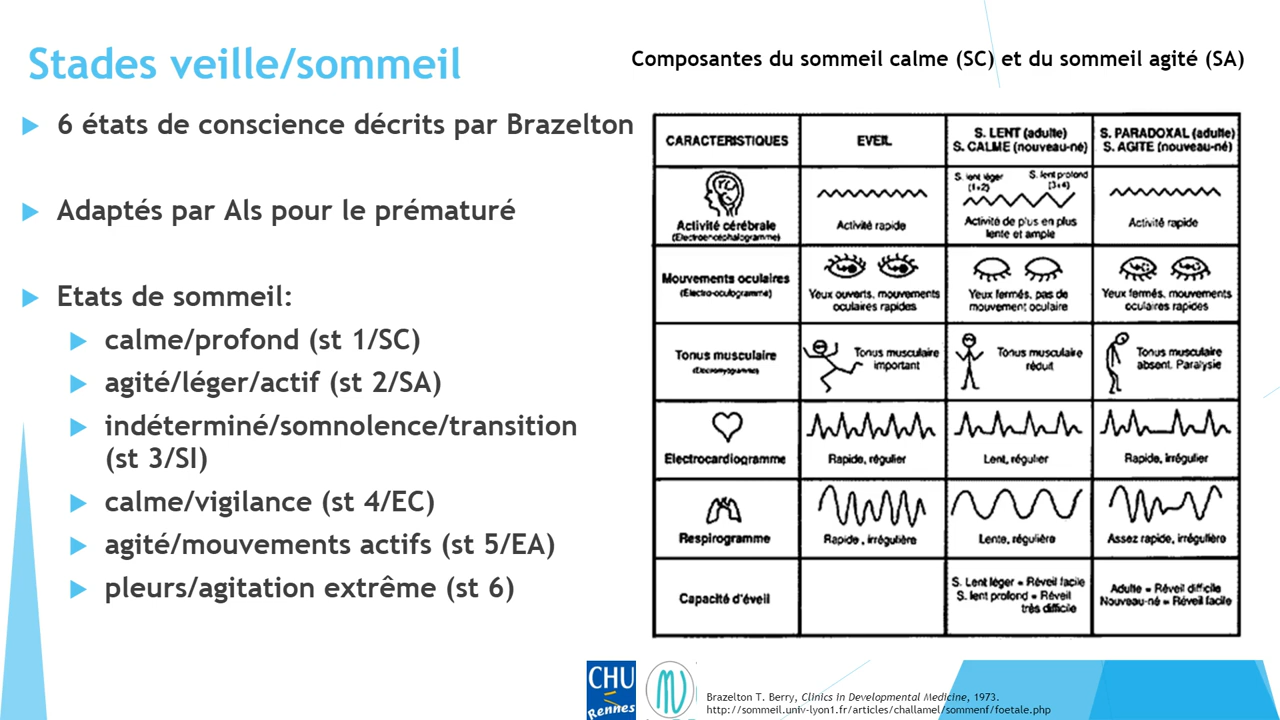 Stades veille/sommeil
6 états de conscience décrits par Brazelton
Adaptés par Als pour le prématuré
Etats de sommeil:
calme/profond (st 1/SC)
agité/léger/actif (st 2/SA)
indéterminé/somnolence/transition
(st 3/SI)
calme/vigilance (st 4/EC)
agité/mouvements actifs (st 5/EA)
pleurs/agitation extrême (st 6)
Composantes du sommeil calme (SC) et du sommeil agité (SA)
CARACTERISTIQUES
EVEIL
S. LENT (adulte)
S. CALME (nouveau-né)
S. PARADOXAL (adulte)
S. AGITE (nouveau-né)
Activité cérébrale
(Electroencéphalogramme)
Activité rapide
S. lent léger
(1+2)
S. lent profond
(3+4)
Activité de plus en plus
lente et ample
Activité rapide
Mouvements oculaires
(Electro-oculogramme)
Yeux ouverts, mouvements
oculaires rapides
Yeux fermés, pas de
mouvement oculaire
Yeux fermés, mouvements
oculaires rapides
Tonus musculaire
(Electromyogramme)
Tonus musculaire
important
Tonus musculaire
réduit
Tonus musculaire
absent. Paralysie
Electrocardiogramme
Rapide, régulier
Lent, régulier
Rapide, irrégulier
Respirogramme
Rapide, irrégulière
Lente, régulière
Assez rapide, irrégulière
Capacité d'éveil
S. Lent léger = Réveil facile
S. lent profond = Réveil
très difficile
Adulte = Réveil difficile
Nouveau-né = Réveil facile
CHU
Rennes
Brazelton T. Berry, Clinics in Developmental Medicine, 1973.
http://sommeil.univ-lyon1.fr/articles/challamel/sommenf/foetale.php